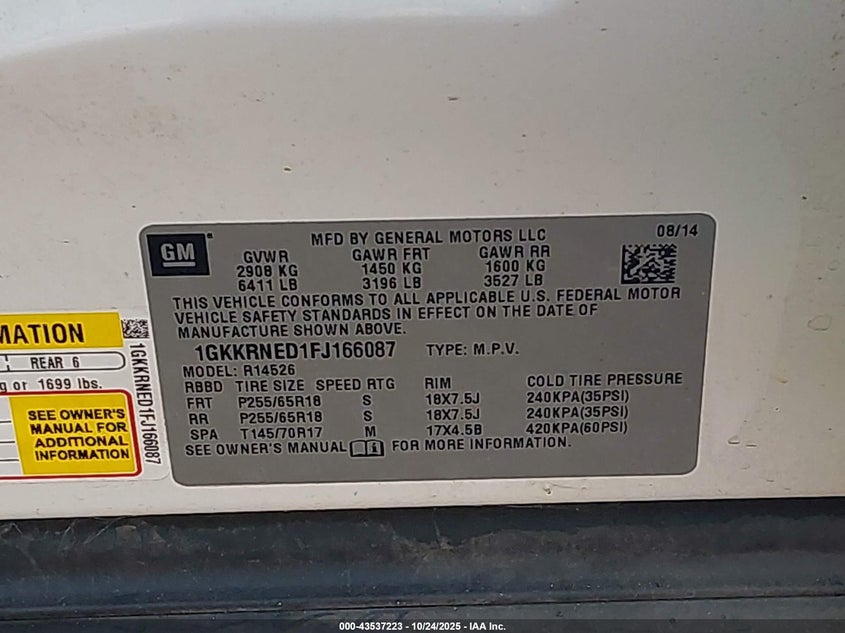 GM
MFD BY GENERAL MOTORS LLC
08/14
GVWR GAWR FRT GAWR RR
2908 KG 1450 KG 1600 KG
6411 LB 3196 LB 3527 LB
THIS VEHICLE CONFORMS TO ALL APPLICABLE U.S. FEDERAL MOTOR
VEHICLE SAFETY STANDARDS IN EFFECT ON THE DATE OF
MANUFACTURE SHOWN ABOVE.
1GKKRNED1FJ166087 TYPE: M.P.V.
MODEL: R14526
RBBD TIRE SIZE SPEED RTG RIM COLD TIRE PRESSURE
FRT P255/65R18 S 18X7.5J 240KPA(35PSI)
RR P255/65R18 S 18X7.5J 240KPA(35PSI)
SPA T145/70R17 M 17X4.5B 420KPA(60PSI)
SEE OWNER'S MANUAL FOR MORE INFORMATION.
REAR 6
or 1699 lbs.
SEE OWNER'S
MANUAL FOR
ADDITIONAL
INFORMATION
1GKKRNED1FJ166087
000-43537223 - 10/24/2025 - IAA Inc.